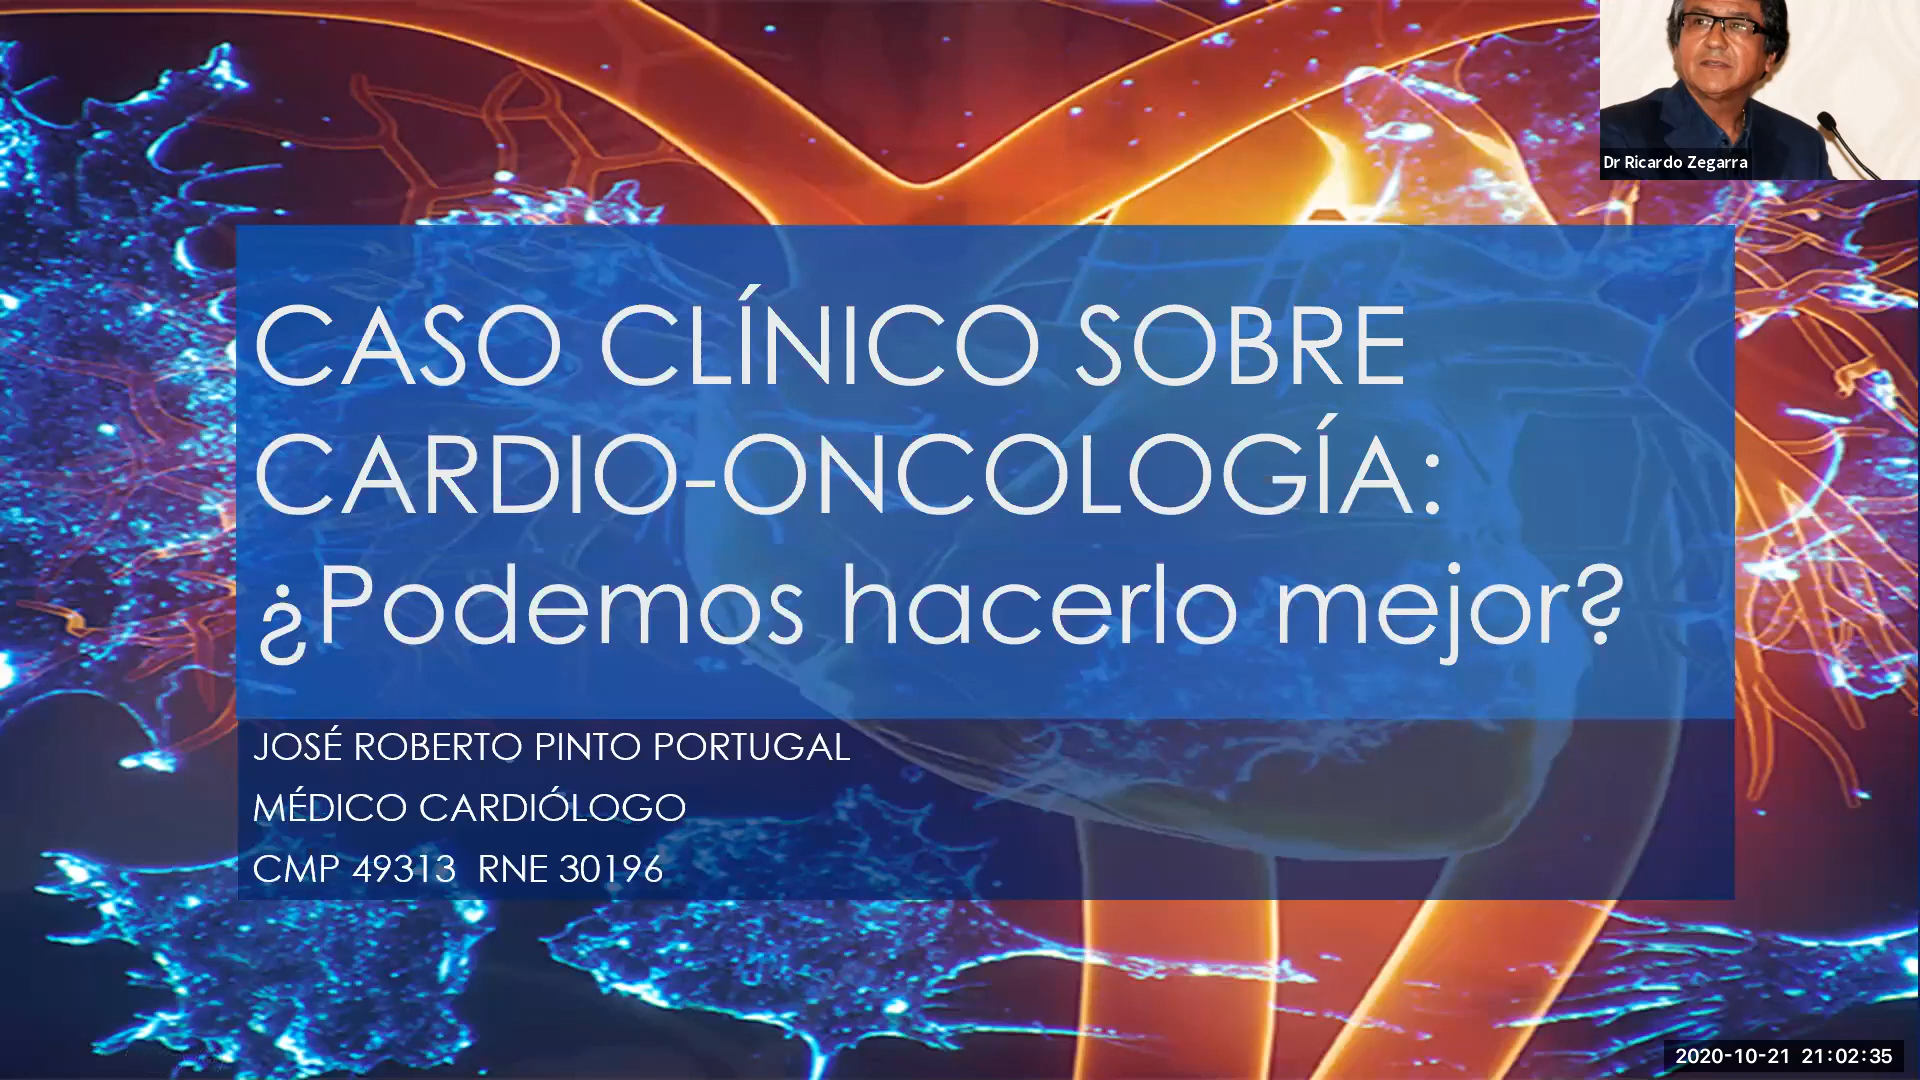 Dr Ricardo Zegarra
CASO CLÍNICO SOBRE
CARDIO-ONCOLOGÍA:
¿Podemos hacerlo mejor?
JOSÉ ROBERTO PINTO PORTUGAL
MÉDICO CARDIÓLOGO
CMP 49313 RNE 30196
2020-10-21 21:02:35